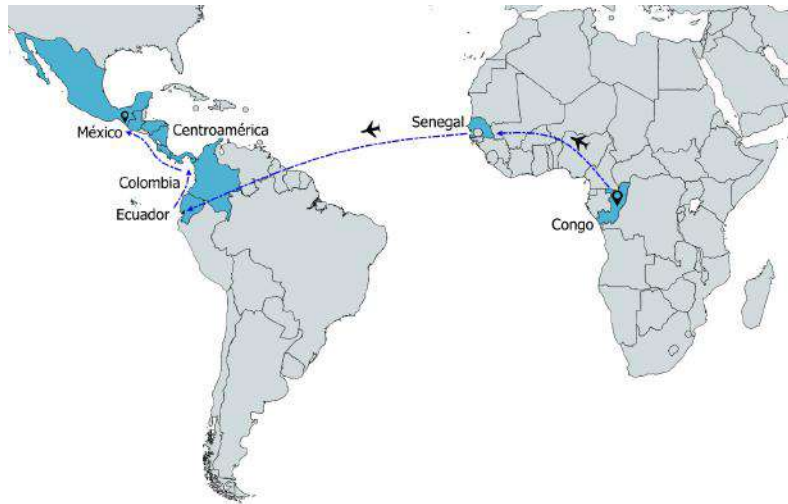 Senegal
México
Centroamérica
Colombia
Ecuador
Congo